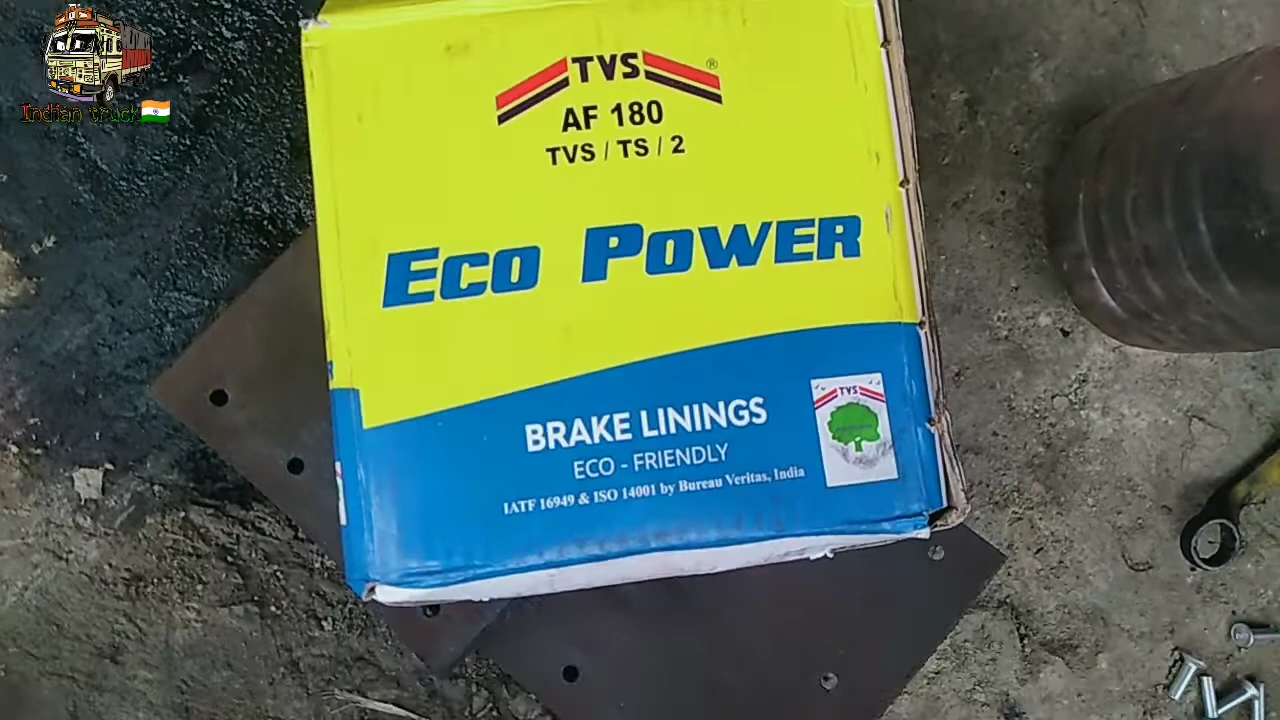 Indian truck
TVS ®
AF 180
TVS / TS / 2
ECO POWER
BRAKE LININGS
ECO - FRIENDLY
IATF 16949 & ISO 14001 by Bureau Veritas, India
TVS